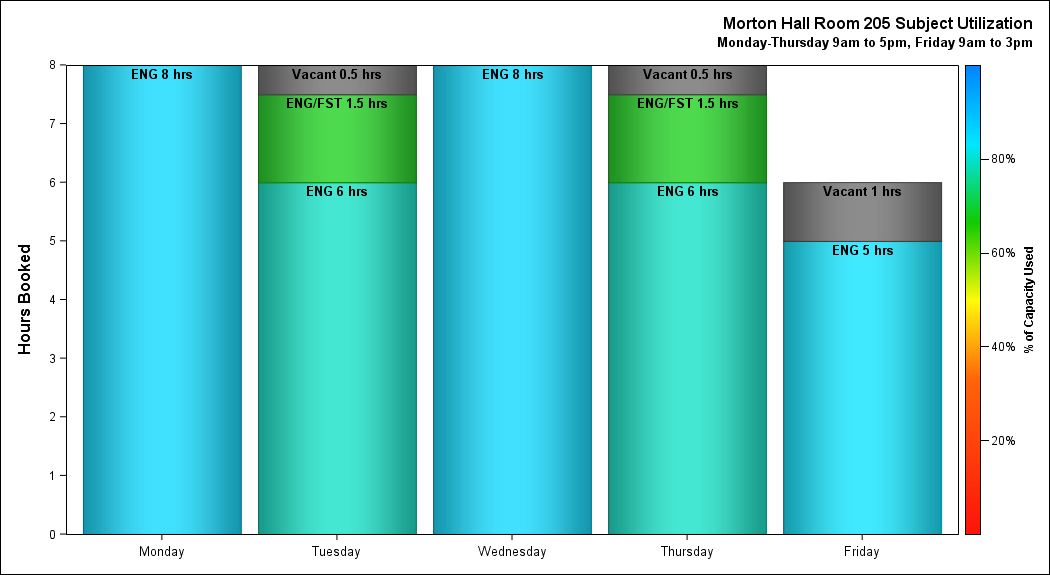 Morton Hall Room 205 Subject Utilization
Monday-Thursday 9am to 5pm, Friday 9am to 3pm
Hours Booked
8
7
6
5
4
3
2
1
0
ENG 8 hrs
Vacant 0.5 hrs
ENG/FST 1.5 hrs
ENG 6 hrs
ENG 8 hrs
Vacant 0.5 hrs
ENG/FST 1.5 hrs
ENG 6 hrs
Vacant 1 hrs
ENG 5 hrs
Monday
Tuesday
Wednesday
Thursday
Friday
80%
60%
40%
20%
% of Capacity Used